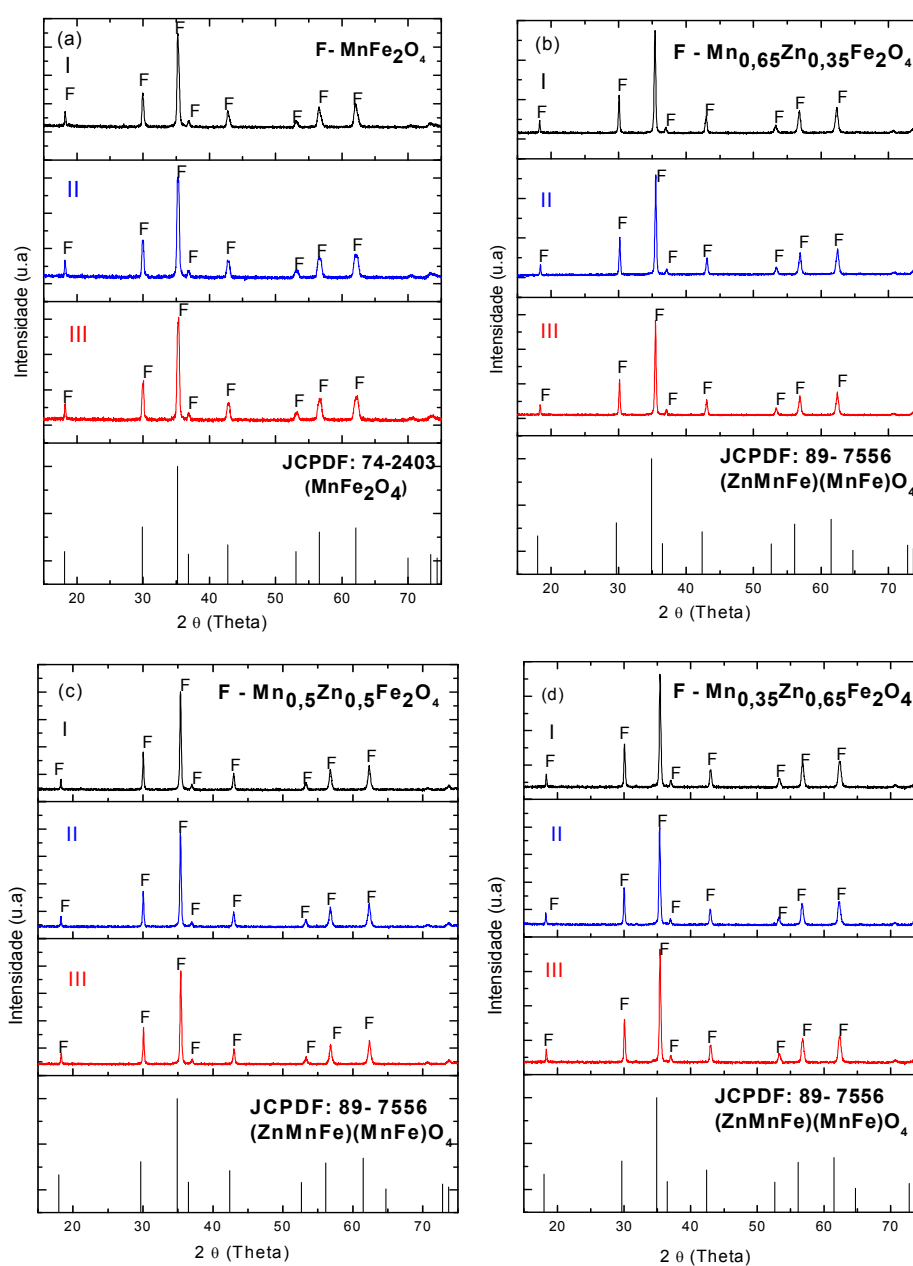 (a)
F- MnFe₂O₄
I
F F F F F F F F
II
F F F F F F F F
III
F F F F F F F F
JCPDF: 74-2403
(MnFe₂O₄)
20 30 40 50 60 70
2 θ (Theta)
Intensidade (u.a)
(b)
F - Mn₀,₆₅Zn₀,₃₅Fe₂O₄
I
F F F F F F F
II
F F F F F F F F
III
F F F F F F F F
JCPDF: 89- 7556
(ZnMnFe)(MnFe)O₄
20 30 40 50 60 70
2 θ (Theta)
Intensidade (u.a)
(c)
F - Mn₀,₅Zn₀,₅Fe₂O₄
I
F F F F F F F F
II
F F F F F F F F
III
F F F F F F F F
JCPDF: 89- 7556
(ZnMnFe)(MnFe)O₄
20 30 40 50 60 70
2 θ (Theta)
Intensidade (u.a)
(d)
F - Mn₀,₃₅Zn₀,₆₅Fe₂O₄
I
F F F F F F F
II
F F F F F F F F
III
F F F F F F F F
JCPDF: 89- 7556
(ZnMnFe)(MnFe)O₄
20 30 40 50 60 70
2 θ (Theta)
Intensidade (u.a)